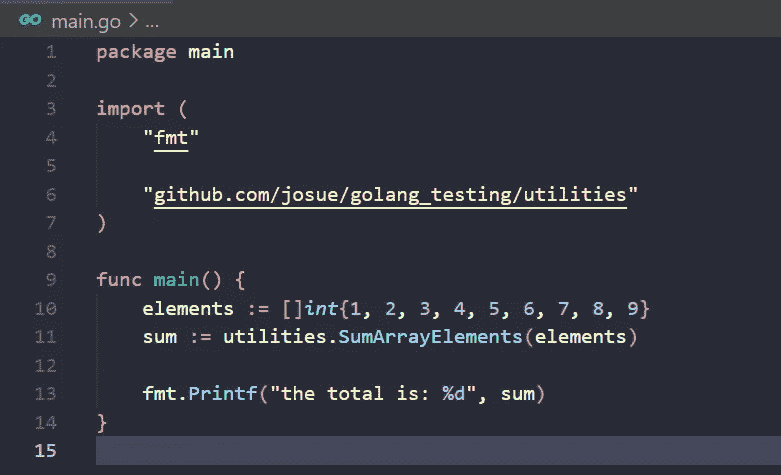 GO main.go > ...
1 package main
2
3 import (
4     "fmt"
5
6     "github.com/josue/golang_testing/utilities"
7 )
8
9 func main() {
10     elements := []int{1, 2, 3, 4, 5, 6, 7, 8, 9}
11     sum := utilities.SumArrayElements(elements)
12
13     fmt.Printf("the total is: %d", sum)
14 }
15